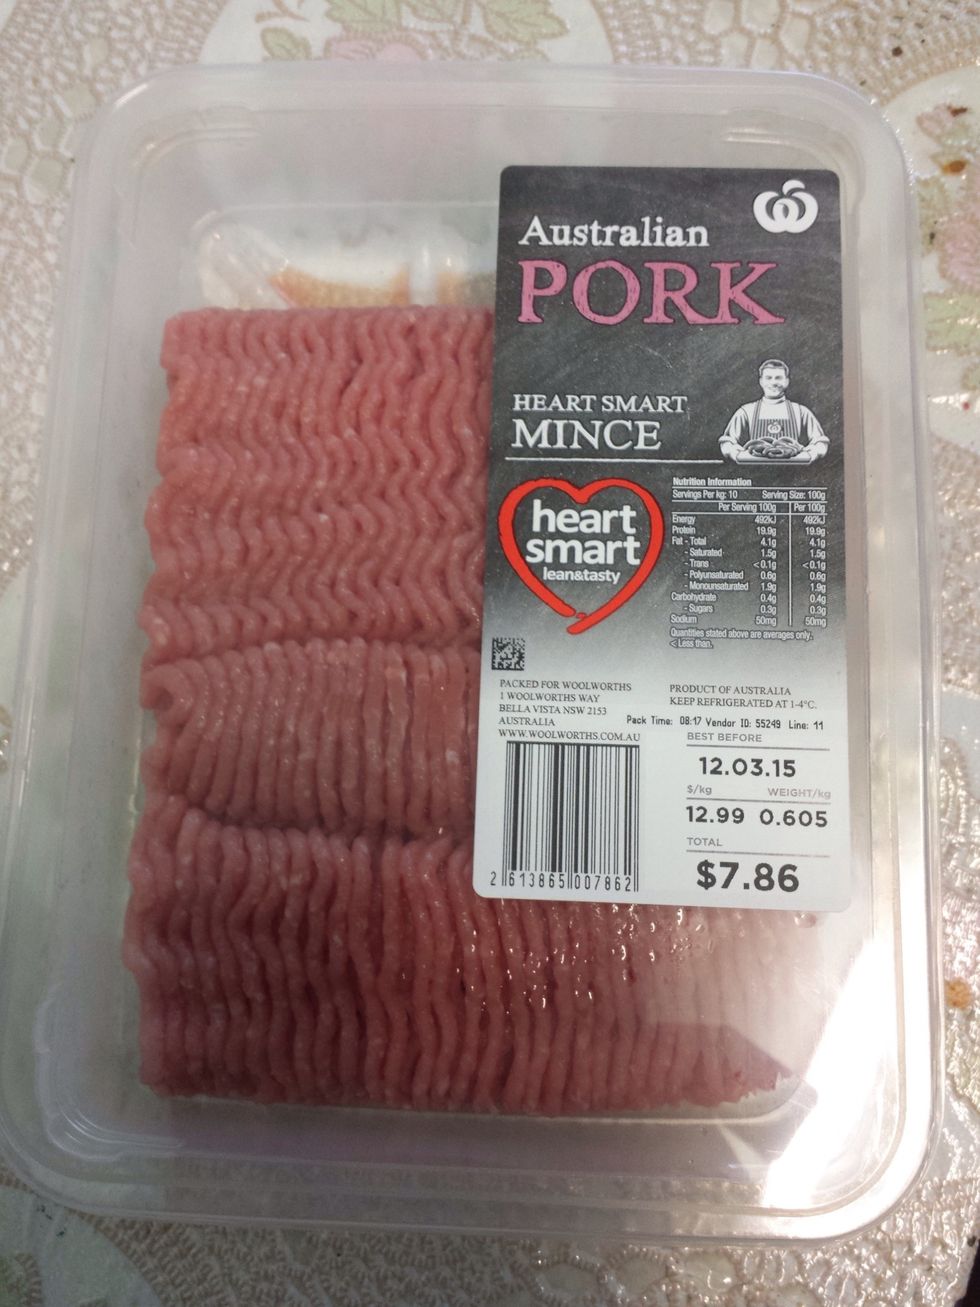 Australian
PORK
HEART SMART
MINCE
heart
smart
lean&tasty
Nutrition Information
Servings Per kg: 10 Serving Size: 100g
Per Serving 100g Per 100g
Energy 492kJ 492kJ
Protein 19.9g 19.9g
Fat - Total 4.1g 4.1g
- Saturated 1.5g 1.5g
- Trans <0.1g <0.1g
- Polyunsaturated 0.6g 0.6g
- Monounsaturated 1.9g 1.9g
Carbohydrate 0.4g 0.4g
- Sugars 0.3g 0.3g
Sodium 50mg 50mg
Quantities stated above are averages only.
< Less than.
PACKED FOR WOOLWORTHS
1 WOOLWORTHS WAY
BELLA VISTA NSW 2153
AUSTRALIA
WWW.WOOLWORTHS.COM.AU
PRODUCT OF AUSTRALIA
KEEP REFRIGERATED AT 1-4°C.
Pack Time: 08:17 Vendor ID: 55249 Line: 11
BEST BEFORE
12.03.15
$/kg WEIGHT/kg
12.99 0.605
TOTAL
$7.86
2 613865 007862